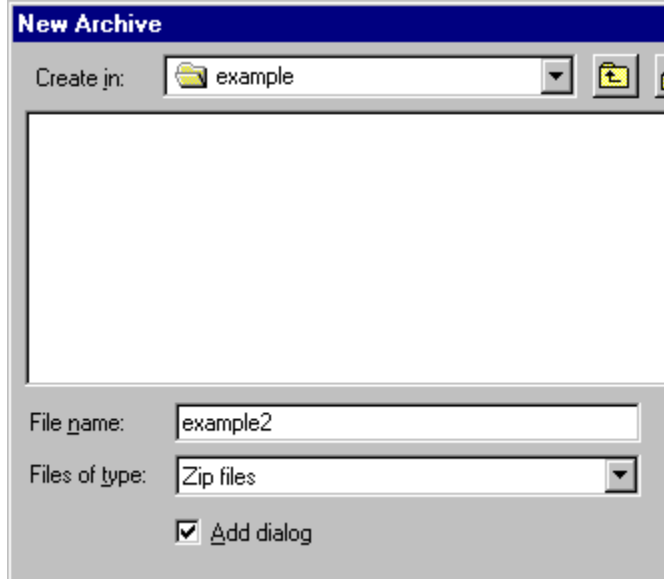 New Archive
Create in: example
File name: example2
Files of type: Zip files
Add dialog